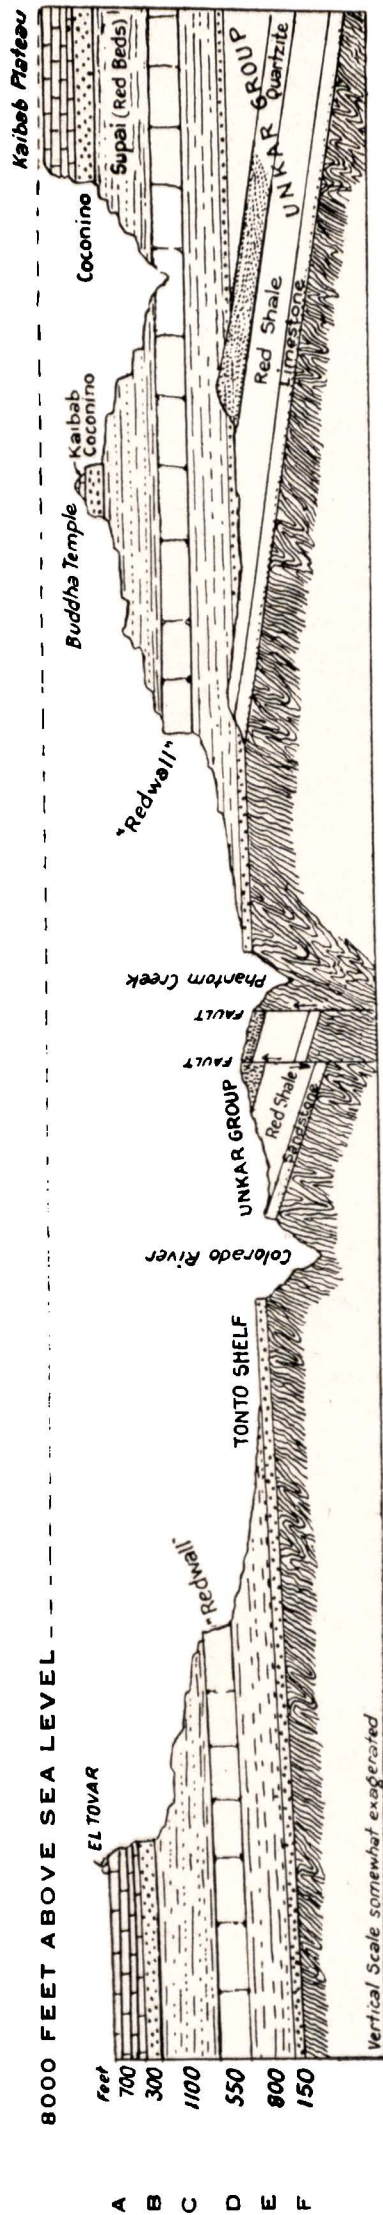 8000 FEET ABOVE SEA LEVEL
Kaibab Plateau
EL TOVAR
Buddha Temple
Kaibab
Coconino
Coconino
Supai (Red Beds)
"Redwall"
"Redwall"
TONTO SHELF
Colorado River
UNKAR GROUP
Red Shale
Sandstone
FAULT
FAULT
Phantom Creek
UNKAR GROUP
Quartzite
Red Shale
Limestone
Feet
A 700
B 300
C 1100
D 550
E 800
F 150
Vertical Scale somewhat exagerated